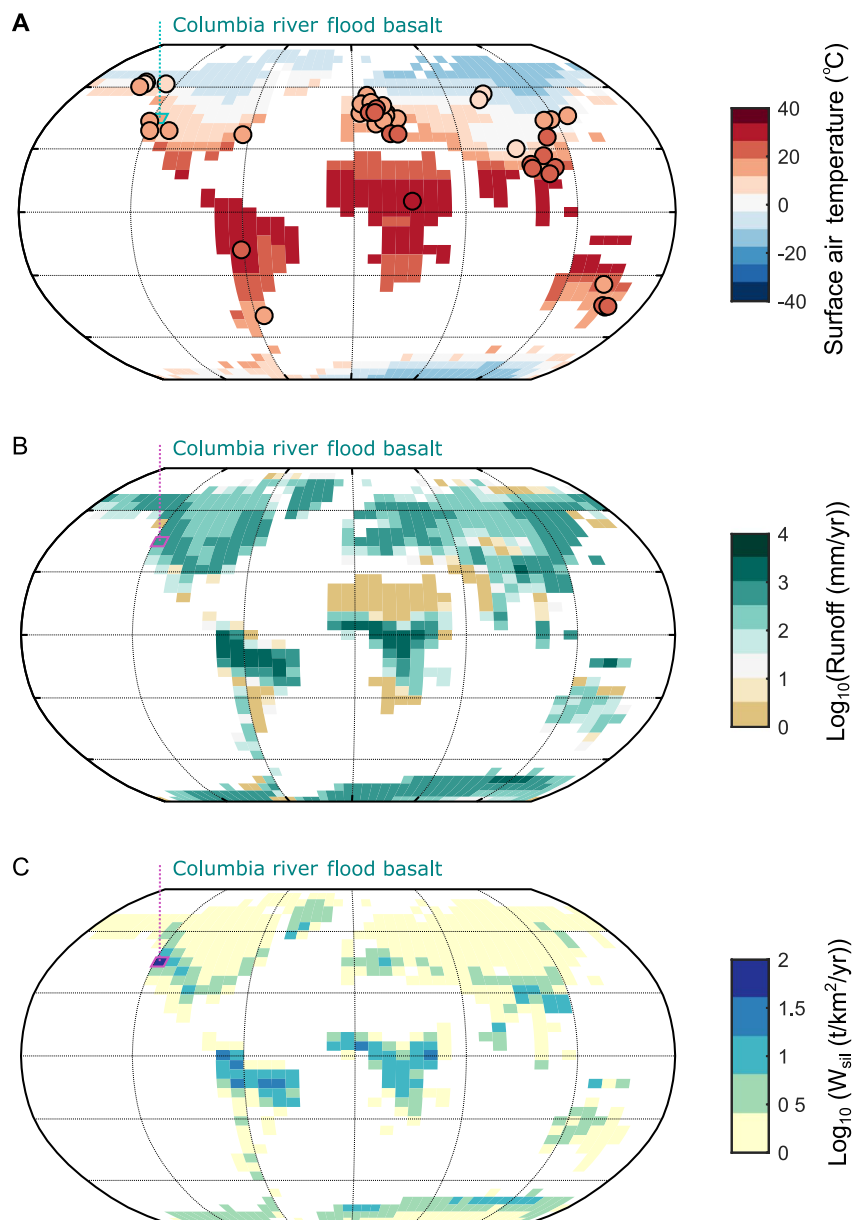 A
Columbia river flood basalt
40
20
0
-20
-40
Surface air temperature (°C)
B
Columbia river flood basalt
4
3
2
1
0
Log10(Runoff (mm/yr))
C
Columbia river flood basalt
2
1.5
1
0 5
0
Log10 (Wsil (t/km²/yr))